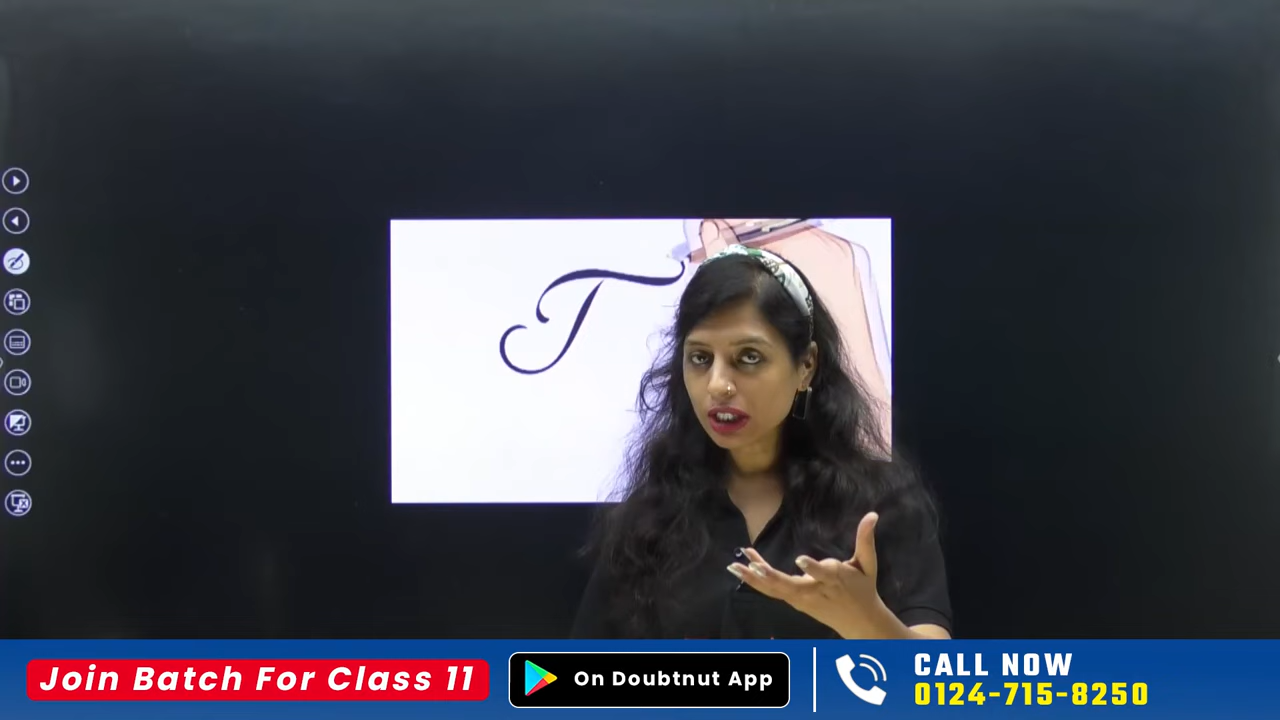 T
Join Batch For Class 11
On Doubtnut App
CALL NOW
0124-715-8250